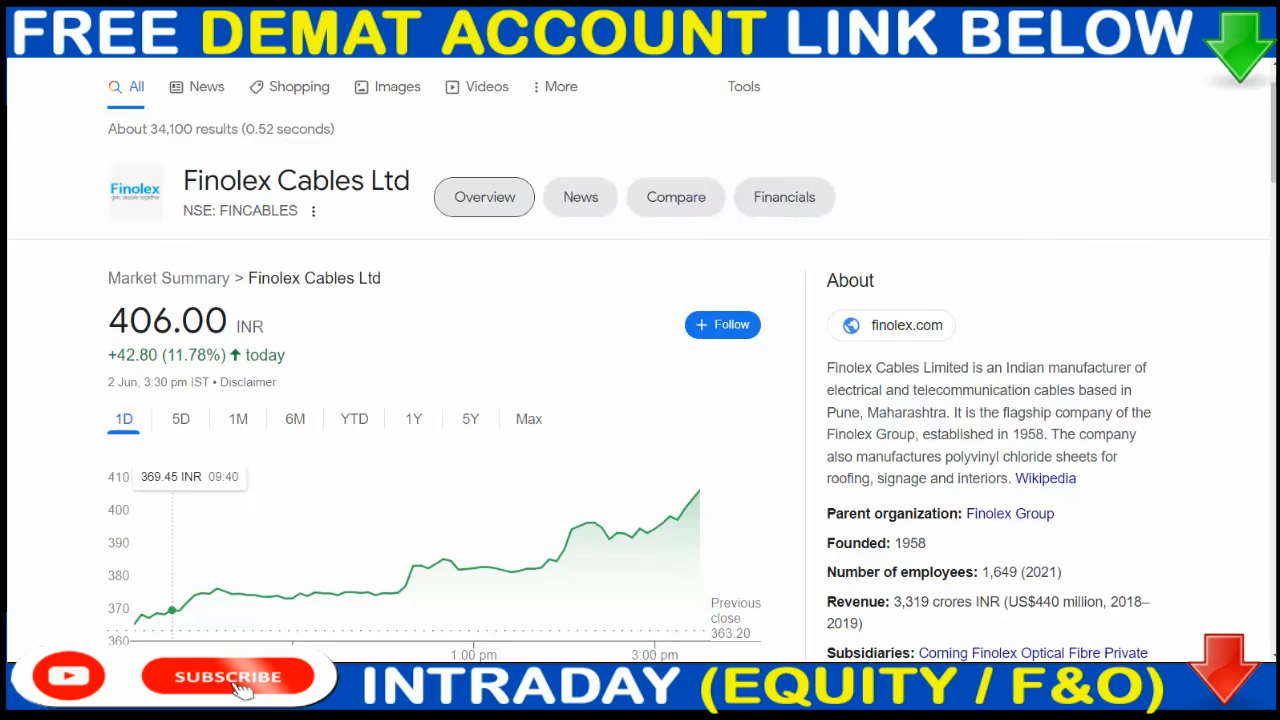 FREE DEMAT ACCOUNT LINK BELOW
All News Shopping Images Videos More Tools
About 34,100 results (0.52 seconds)
Finolex
gets people together
Finolex Cables Ltd
NSE: FINCABLES
Overview News Compare Financials
Market Summary > Finolex Cables Ltd
406.00 INR
+ Follow
+42.80 (11.78%) today
2 Jun, 3:30 pm IST • Disclaimer
1D 5D 1M 6M YTD 1Y 5Y Max
410
369.45 INR 09:40
400
390
380
370
360
Previous
close
363.20
1:00 pm 3:00 pm
About
finolex.com
Finolex Cables Limited is an Indian manufacturer of
electrical and telecommunication cables based in
Pune, Maharashtra. It is the flagship company of the
Finolex Group, established in 1958. The company
also manufactures polyvinyl chloride sheets for
roofing, signage and interiors. Wikipedia
Parent organization: Finolex Group
Founded: 1958
Number of employees: 1,649 (2021)
Revenue: 3,319 crores INR (US$440 million, 2018–
2019)
Subsidiaries: Corning Finolex Optical Fibre Private
SUBSCRIBE
INTRADAY (EQUITY / F&O)